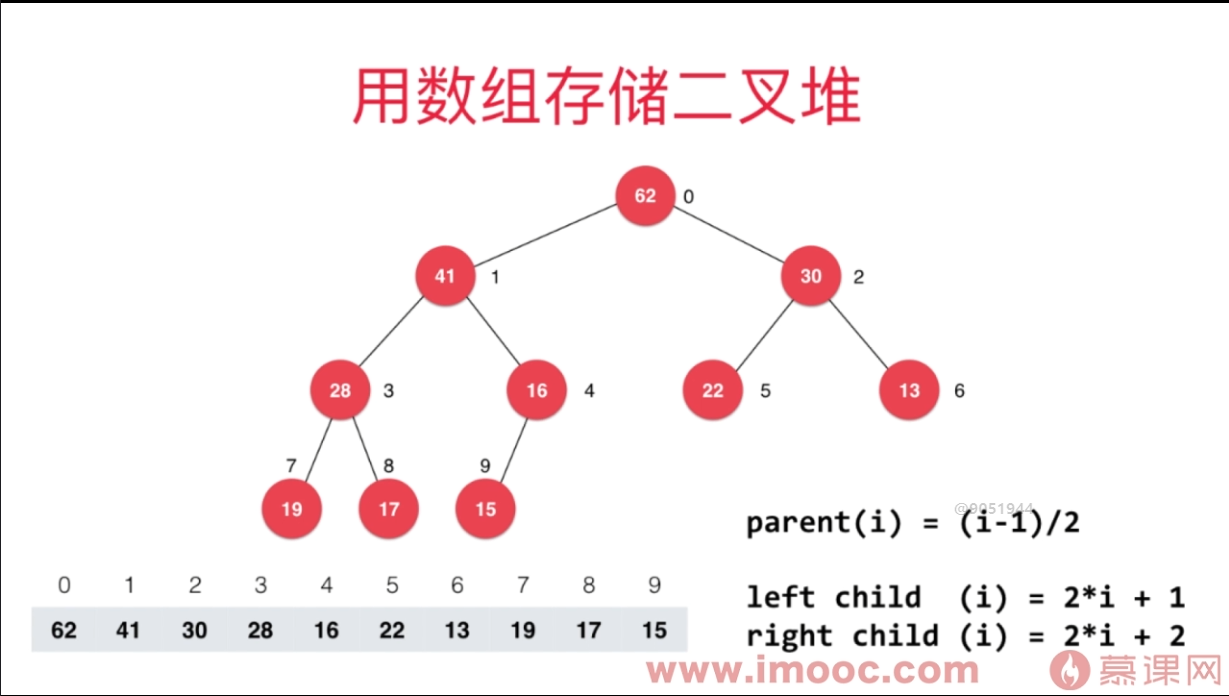 用数组存储二叉堆
62 0
41 1 30 2
28 3 16 4 22 5 13 6
7 8 9
19 17 15
@9051944
parent(i) = (i-1)/2
0 1 2 3 4 5 6 7 8 9
left child (i) = 2*i + 1
62 41 30 28 16 22 13 19 17 15
right child (i) = 2*i + 2
www.imooc.com 慕课网